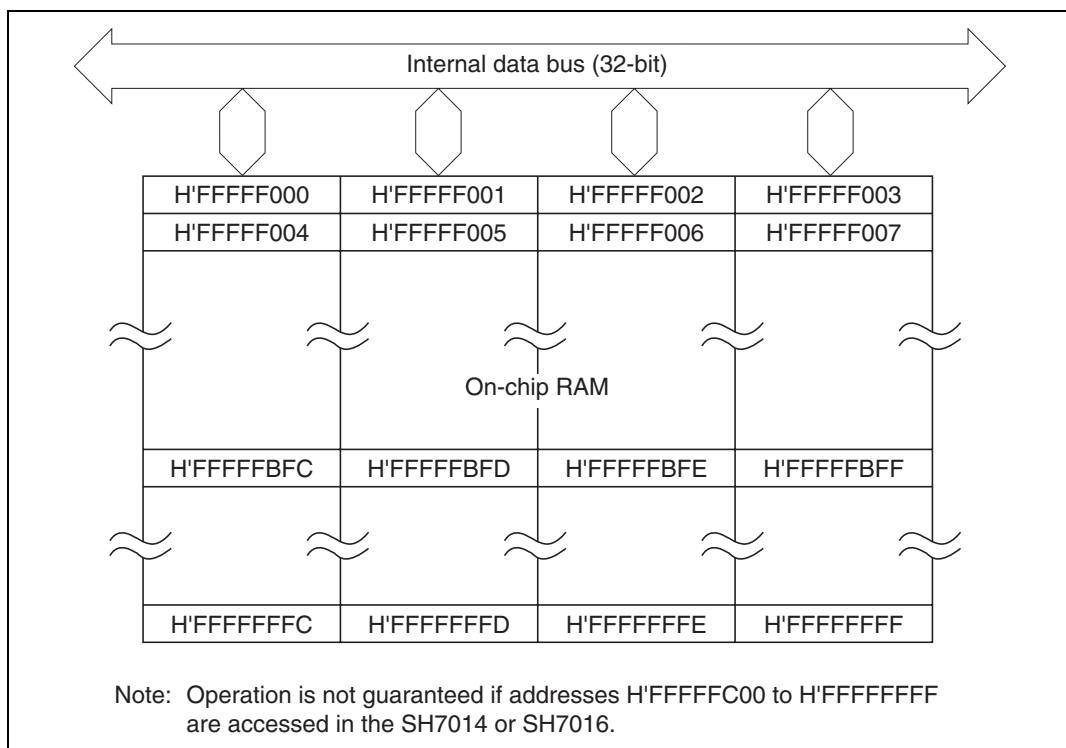 Internal data bus (32-bit)
H'FFFFF000 H'FFFFF001 H'FFFFF002 H'FFFFF003
H'FFFFF004 H'FFFFF005 H'FFFFF006 H'FFFFF007
On-chip RAM
H'FFFFFBFC H'FFFFFBFD H'FFFFFBFE H'FFFFFBFF
H'FFFFFFFC H'FFFFFFFD H'FFFFFFFE H'FFFFFFFF
Note: Operation is not guaranteed if addresses H'FFFFFC00 to H'FFFFFFFF
are accessed in the SH7014 or SH7016.